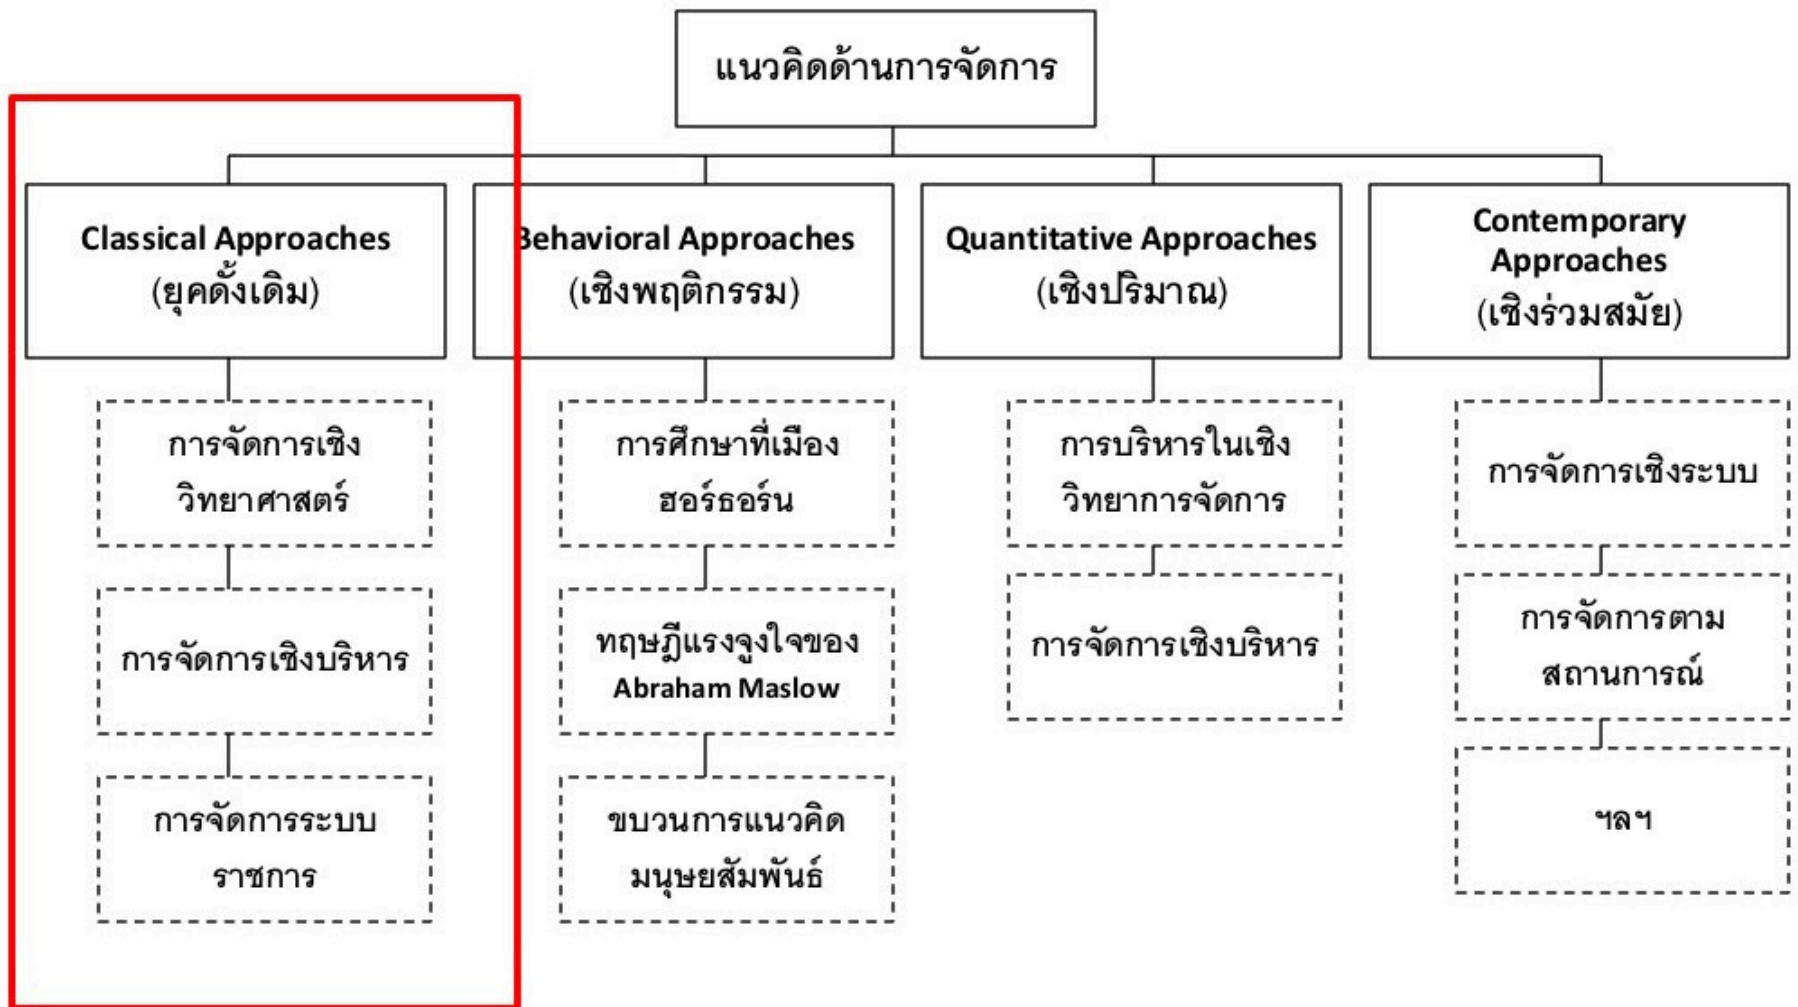 แนวคิดด้านการจัดการ
Classical Approaches
(ยุคดั้งเดิม)
การจัดการเชิง
วิทยาศาสตร์
การจัดการเชิงบริหาร
การจัดการระบบ
ราชการ
Behavioral Approaches
(เชิงพฤติกรรม)
การศึกษาที่เมือง
ฮอร์ธอร์น
ทฤษฎีแรงจูงใจของ
Abraham Maslow
ขบวนการแนวคิด
มนุษยสัมพันธ์
Quantitative Approaches
(เชิงปริมาณ)
การบริหารในเชิง
วิทยาการจัดการ
การจัดการเชิงบริหาร
Contemporary
Approaches
(เชิงร่วมสมัย)
การจัดการเชิงระบบ
การจัดการตาม
สถานการณ์
ฯลฯ